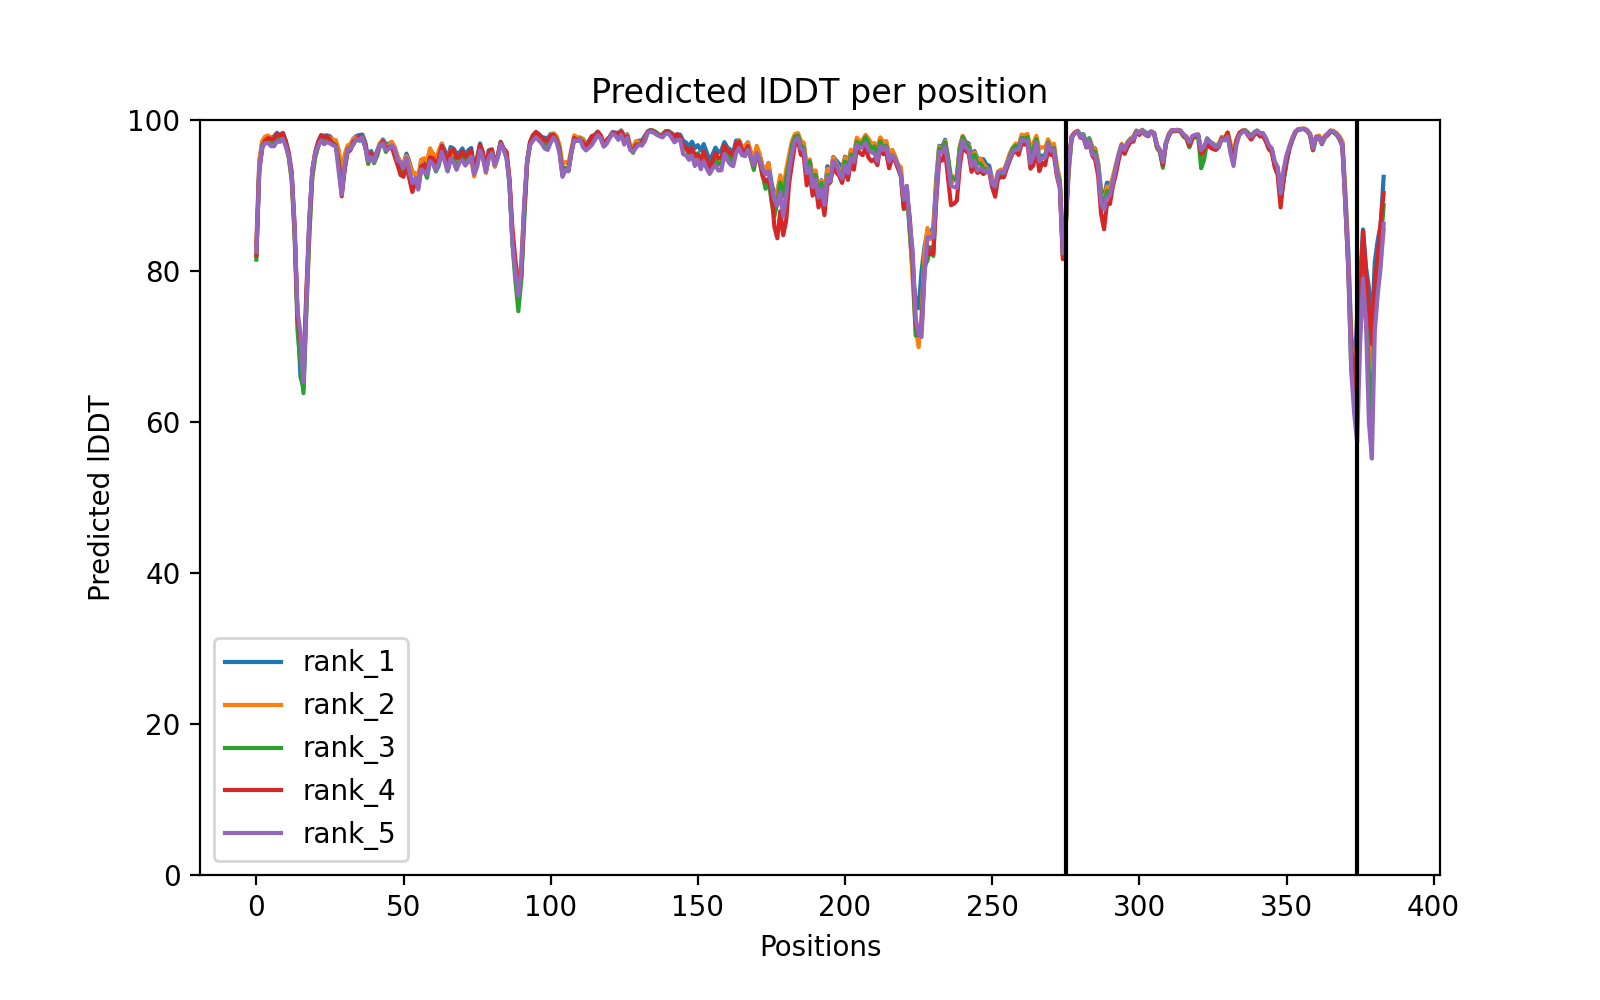 Predicted lDDT per position
100
80
60
40
20
0
Predicted lDDT
rank_1
rank_2
rank_3
rank_4
rank_5
0 50 100 150 200 250 300 350 400
Positions